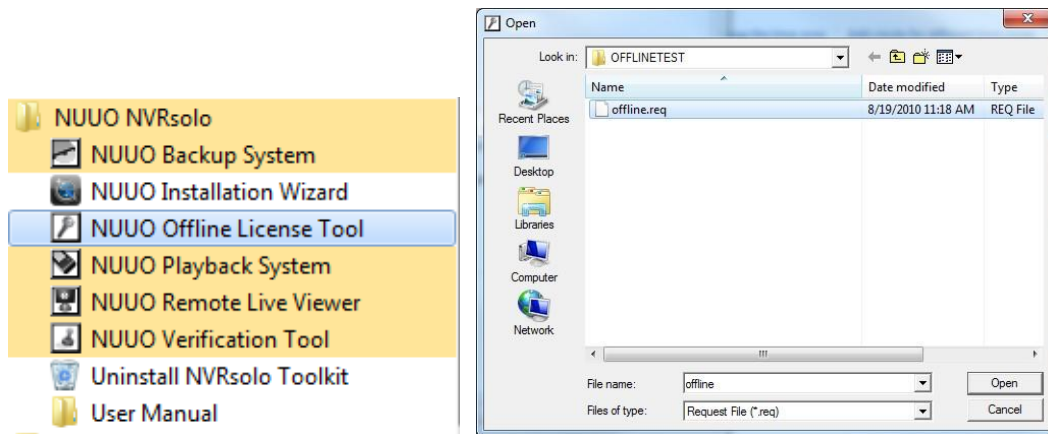 NUUO NVRsolo
NUUO Backup System
NUUO Installation Wizard
NUUO Offline License Tool
NUUO Playback System
NUUO Remote Live Viewer
NUUO Verification Tool
Uninstall NVRsolo Toolkit
User Manual
Open
Look in: OFFLINETEST
Name Date modified Type
offline.req 8/19/2010 11:18 AM REQ File
Recent Places
Desktop
Libraries
Computer
Network
File name: offline Open
Files of type: Request File (*.req) Cancel